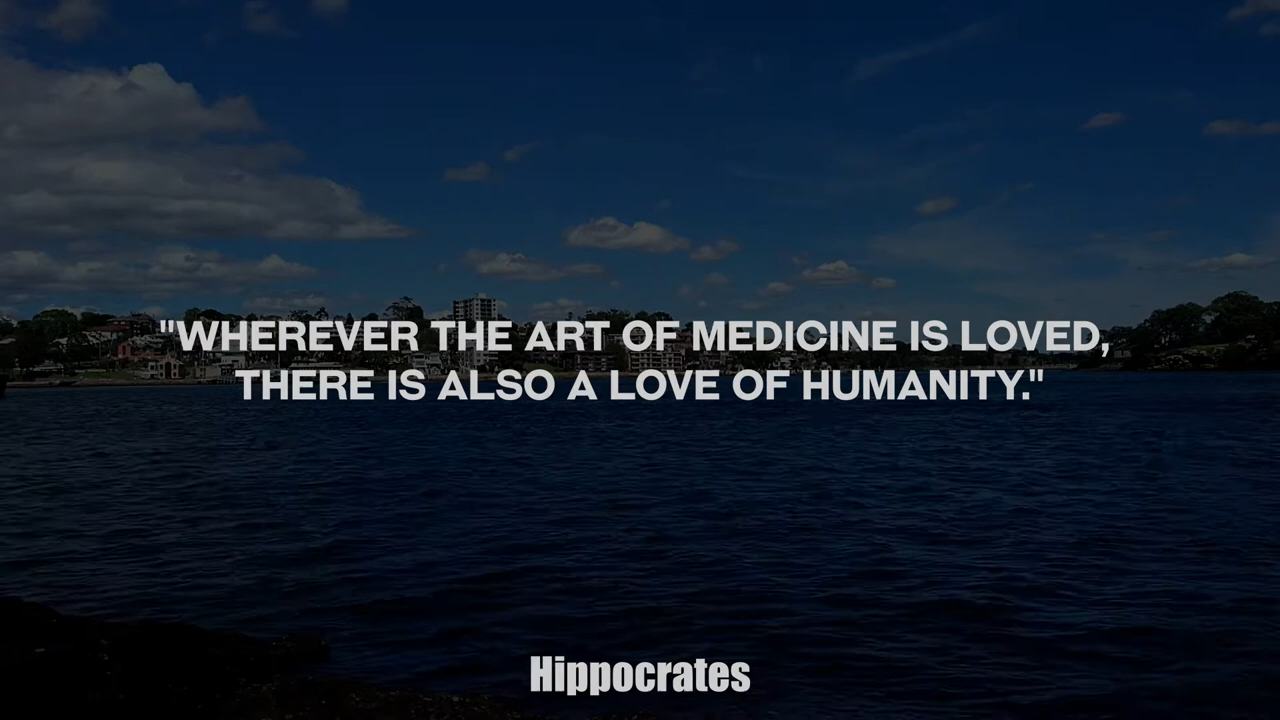 "WHEREVER THE ART OF MEDICINE IS LOVED,
THERE IS ALSO A LOVE OF HUMANITY."
Hippocrates